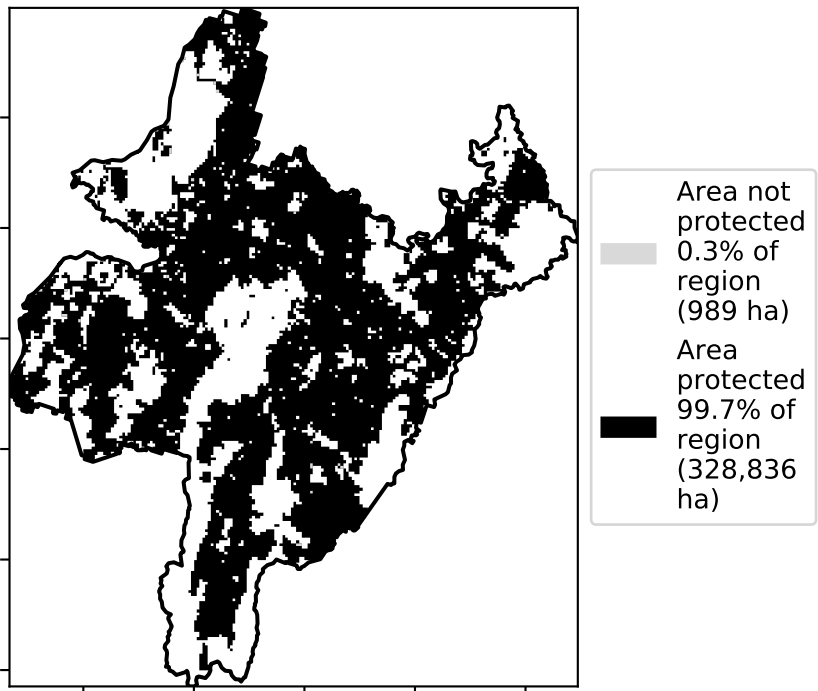 Area not
protected
0.3% of
region
(989 ha)
Area
protected
99.7% of
region
(328,836
ha)